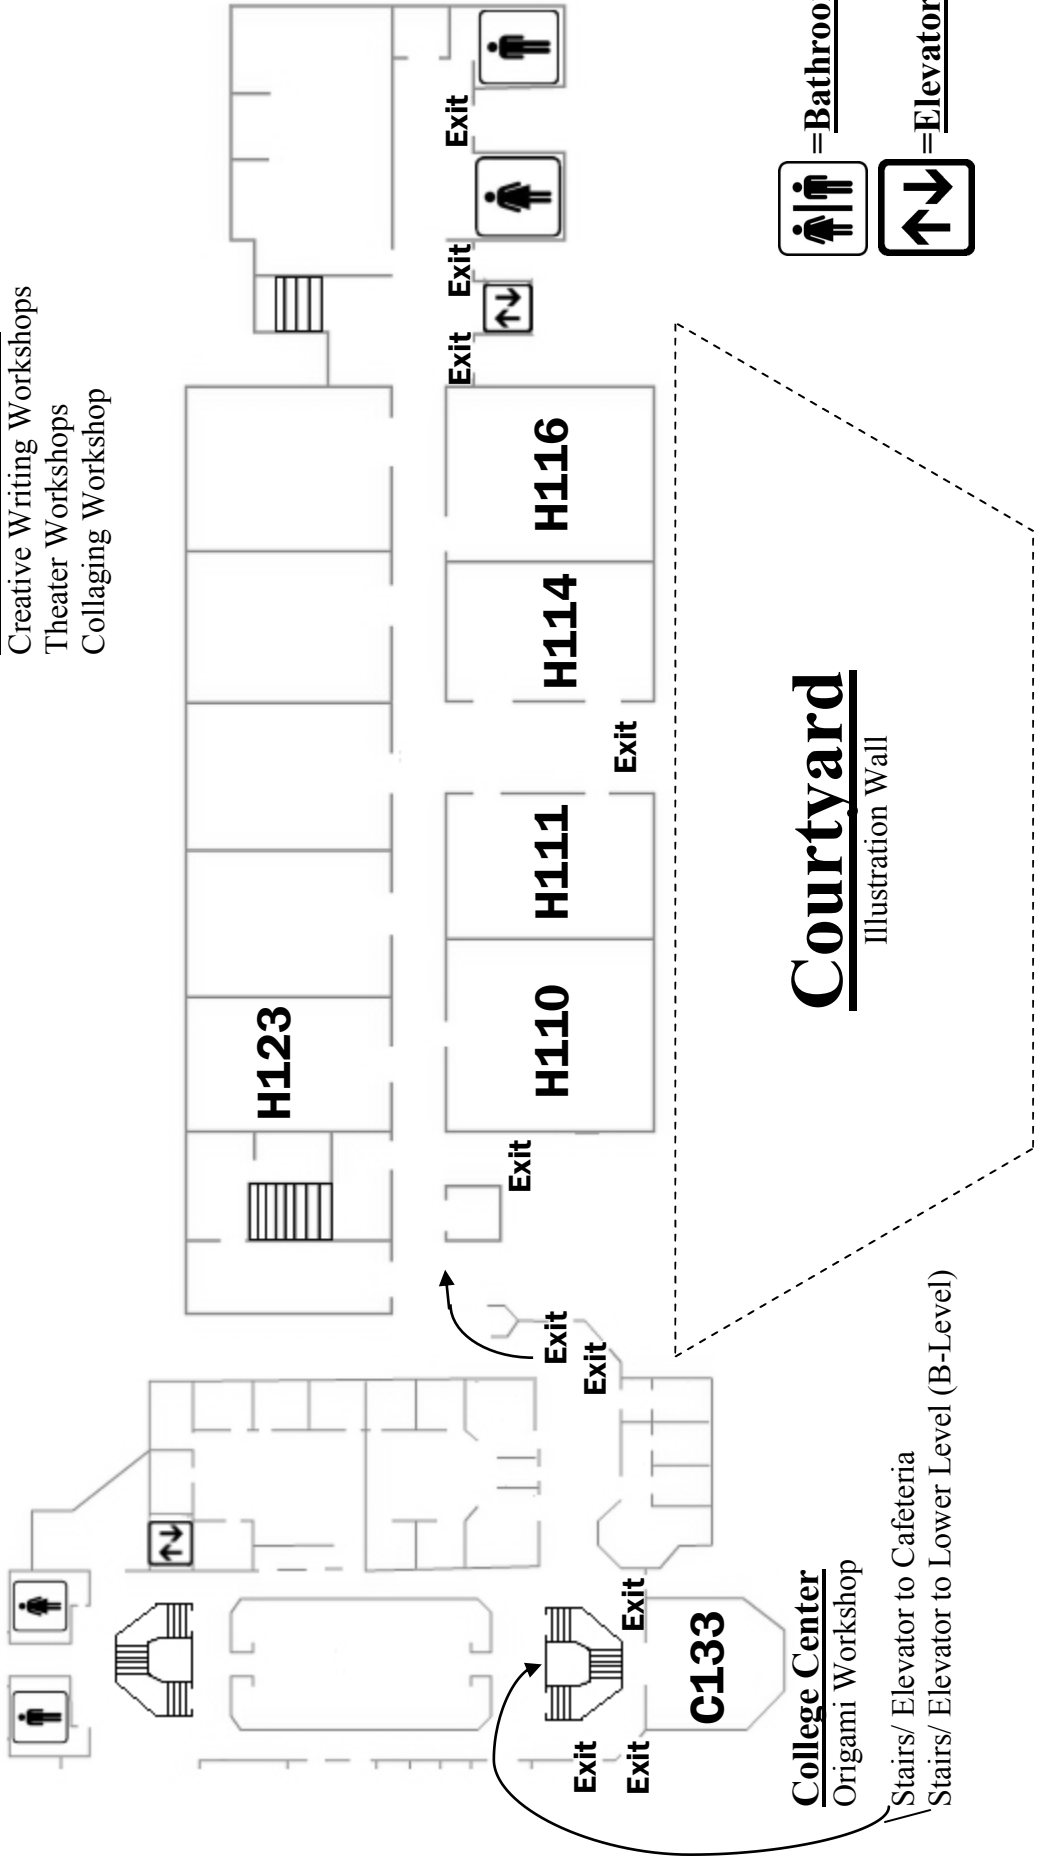 Creative Writing Workshops
Theater Workshops
Collaging Workshop
H123
Exit
Exit
Exit
Exit
H110
H111
H114
H116
Exit
Exit
Exit
Exit
Exit
Exit
C133
College Center
Origami Workshop
Stairs/ Elevator to Cafeteria
Stairs/ Elevator to Lower Level (B-Level)
Courtyard
Illustration Wall
=Bathroo
=Elevator